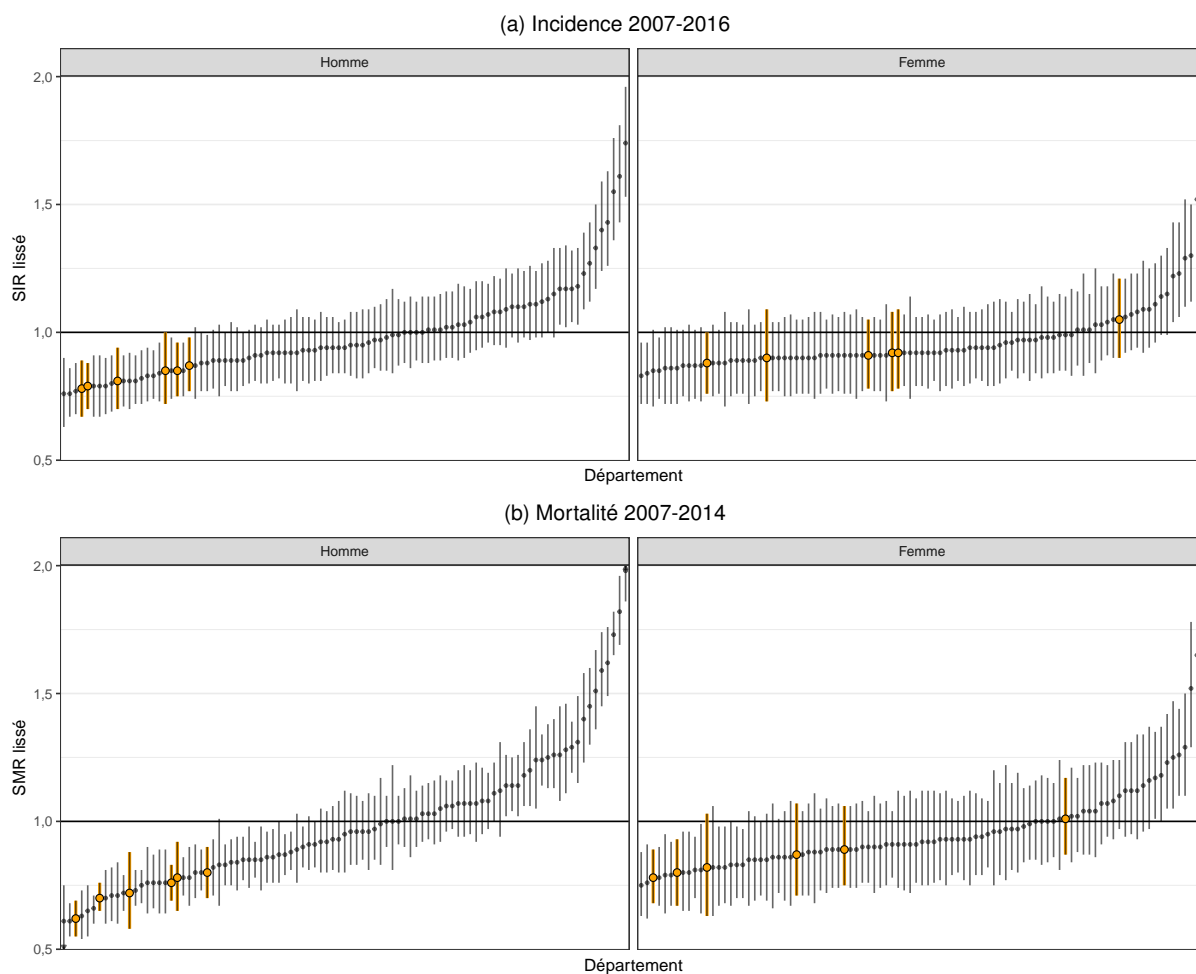 (a) Incidence 2007-2016
Homme
Femme
2,0
1,5
1,0
0,5
SIR lissé
Département
(b) Mortalité 2007-2014
Homme
Femme
2,0
1,5
1,0
0,5
SMR lissé
Département